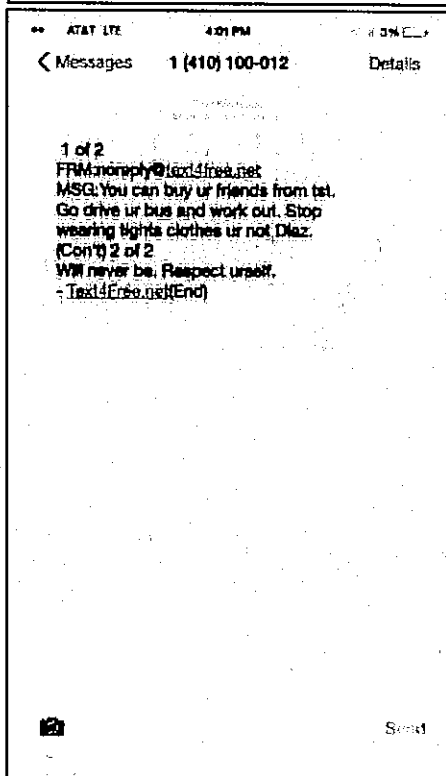 AT&T LTE 4:01 PM 3%
Messages 1 (410) 100-012 Details
1 of 2
FRM:noreply@text4free.net
MSG:You can buy ur friends from tst.
Go drive ur bus and work out. Stop
wearing tights clothes ur not Diaz.
(Con't) 2 of 2
Will never be. Respect urself.
- Text4Free.net(End)
Send